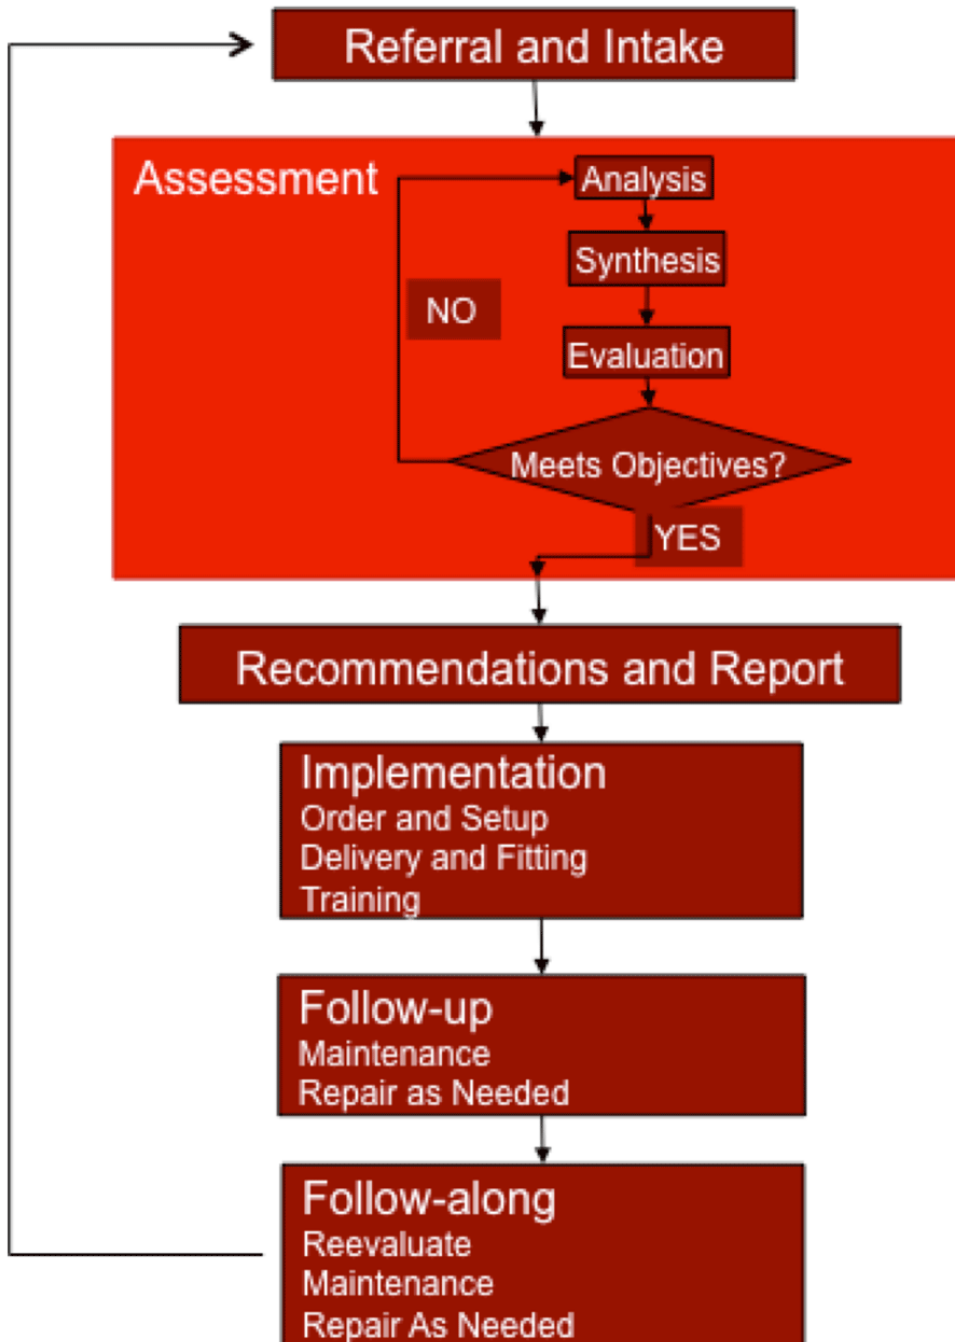 Referral and Intake
Assessment
Analysis
Synthesis
NO
Evaluation
Meets Objectives?
YES
Recommendations and Report
Implementation
Order and Setup
Delivery and Fitting
Training
Follow-up
Maintenance
Repair as Needed
Follow-along
Reevaluate
Maintenance
Repair As Needed